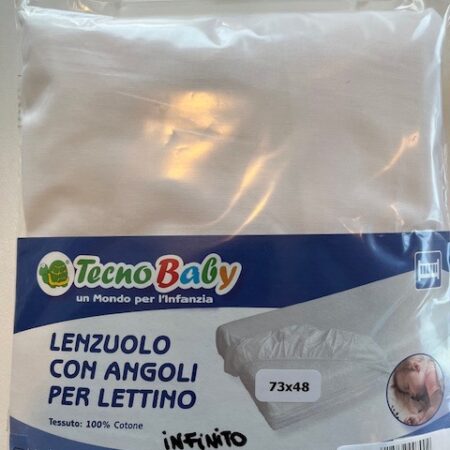 TecnoBaby
un Mondo per l'Infanzia
LENZUOLO
CON ANGOLI
PER LETTINO
73x48
Tessuto: 100% Cotone
INFINITO